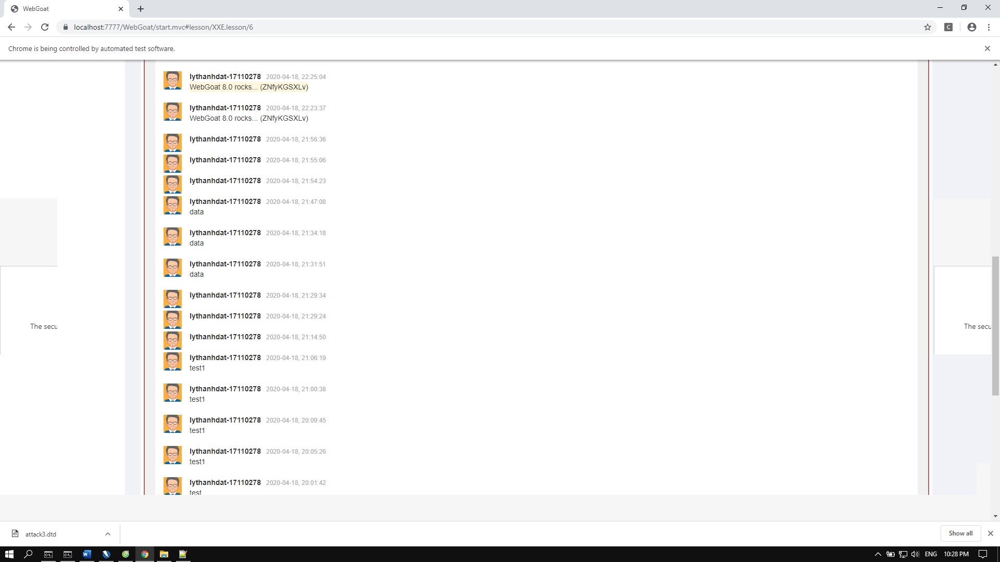 WebGoat
localhost:7777/WebGoat/start.mvc#lesson/XXE.lesson/6
C
Chrome is being controlled by automated test software.
lythanhdat-17110278 2020-04-18, 22:25:04
WebGoat 8.0 rocks... (ZNfyKGSXLv)
lythanhdat-17110278 2020-04-18, 22:23:37
WebGoat 8.0 rocks... (ZNfyKGSXLv)
lythanhdat-17110278 2020-04-18, 21:56:36
lythanhdat-17110278 2020-04-18, 21:55:06
lythanhdat-17110278 2020-04-18, 21:54:23
lythanhdat-17110278 2020-04-18, 21:47:08
data
lythanhdat-17110278 2020-04-18, 21:34:18
data
lythanhdat-17110278 2020-04-18, 21:31:51
data
lythanhdat-17110278 2020-04-18, 21:29:34
lythanhdat-17110278 2020-04-18, 21:29:24
The secu
The secu
lythanhdat-17110278 2020-04-18, 21:14:50
lythanhdat-17110278 2020-04-18, 21:06:19
test1
lythanhdat-17110278 2020-04-18, 21:00:38
test1
lythanhdat-17110278 2020-04-18, 20:09:45
test1
lythanhdat-17110278 2020-04-18, 20:05:26
test1
lythanhdat-17110278 2020-04-18, 20:01:42
test
attack3.dtd
Show all
ENG
10:28 PM